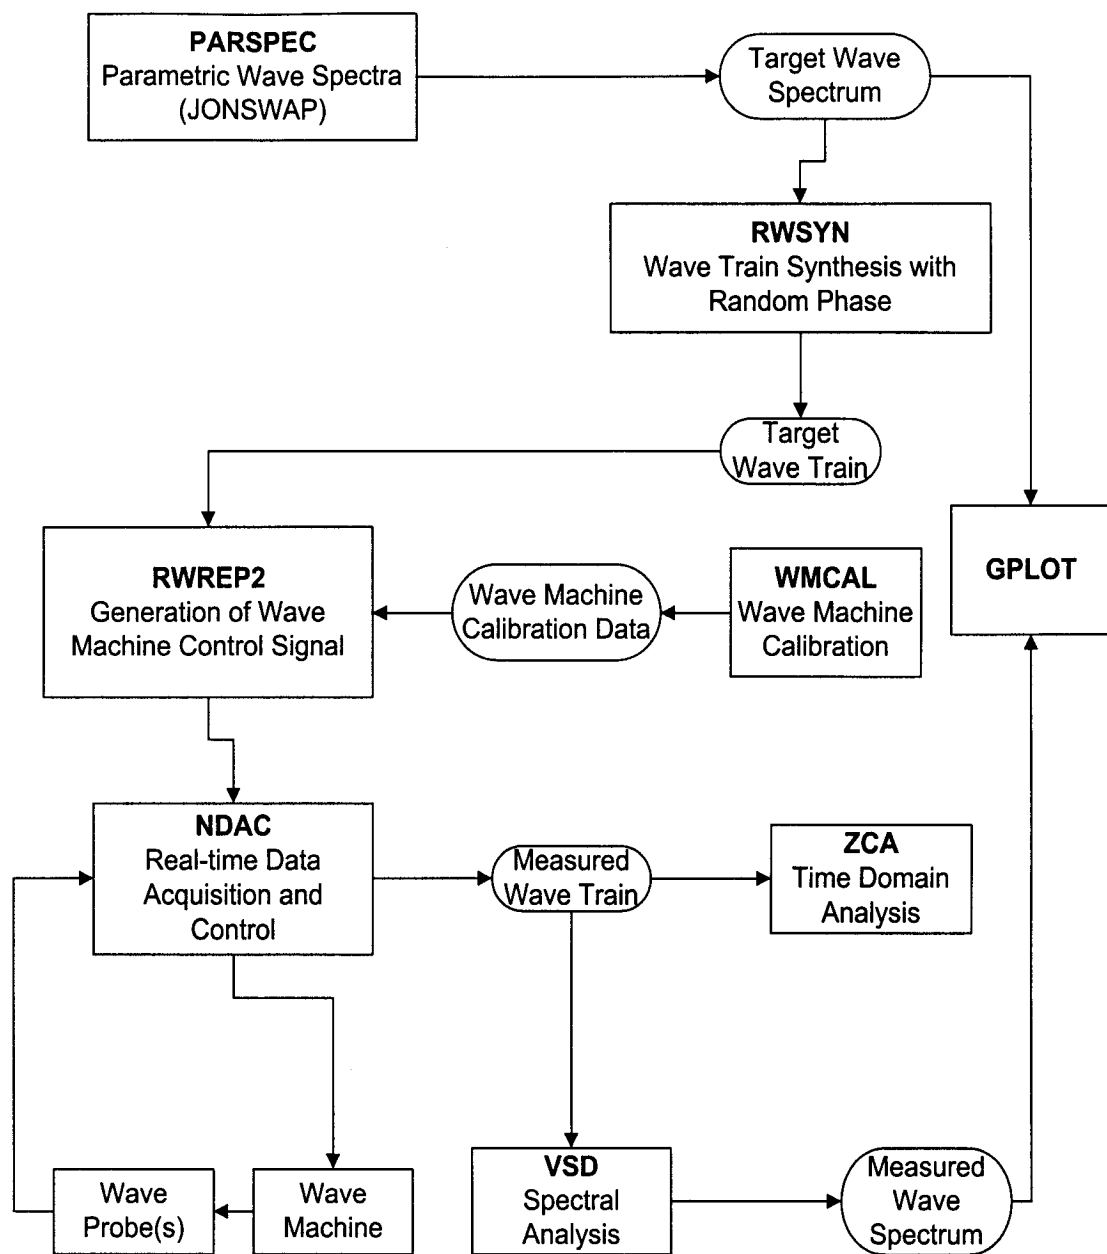 PARSPEC
Parametric Wave Spectra
(JONSWAP)
Target Wave
Spectrum
RWSYN
Wave Train Synthesis with
Random Phase
Target
Wave Train
RWREP2
Generation of Wave
Machine Control Signal
Wave Machine
Calibration Data
WMCAL
Wave Machine
Calibration
GPLOT
NDAC
Real-time Data
Acquisition and
Control
Measured
Wave Train
ZCA
Time Domain
Analysis
Wave
Probe(s)
Wave
Machine
VSD
Spectral
Analysis
Measured
Wave
Spectrum